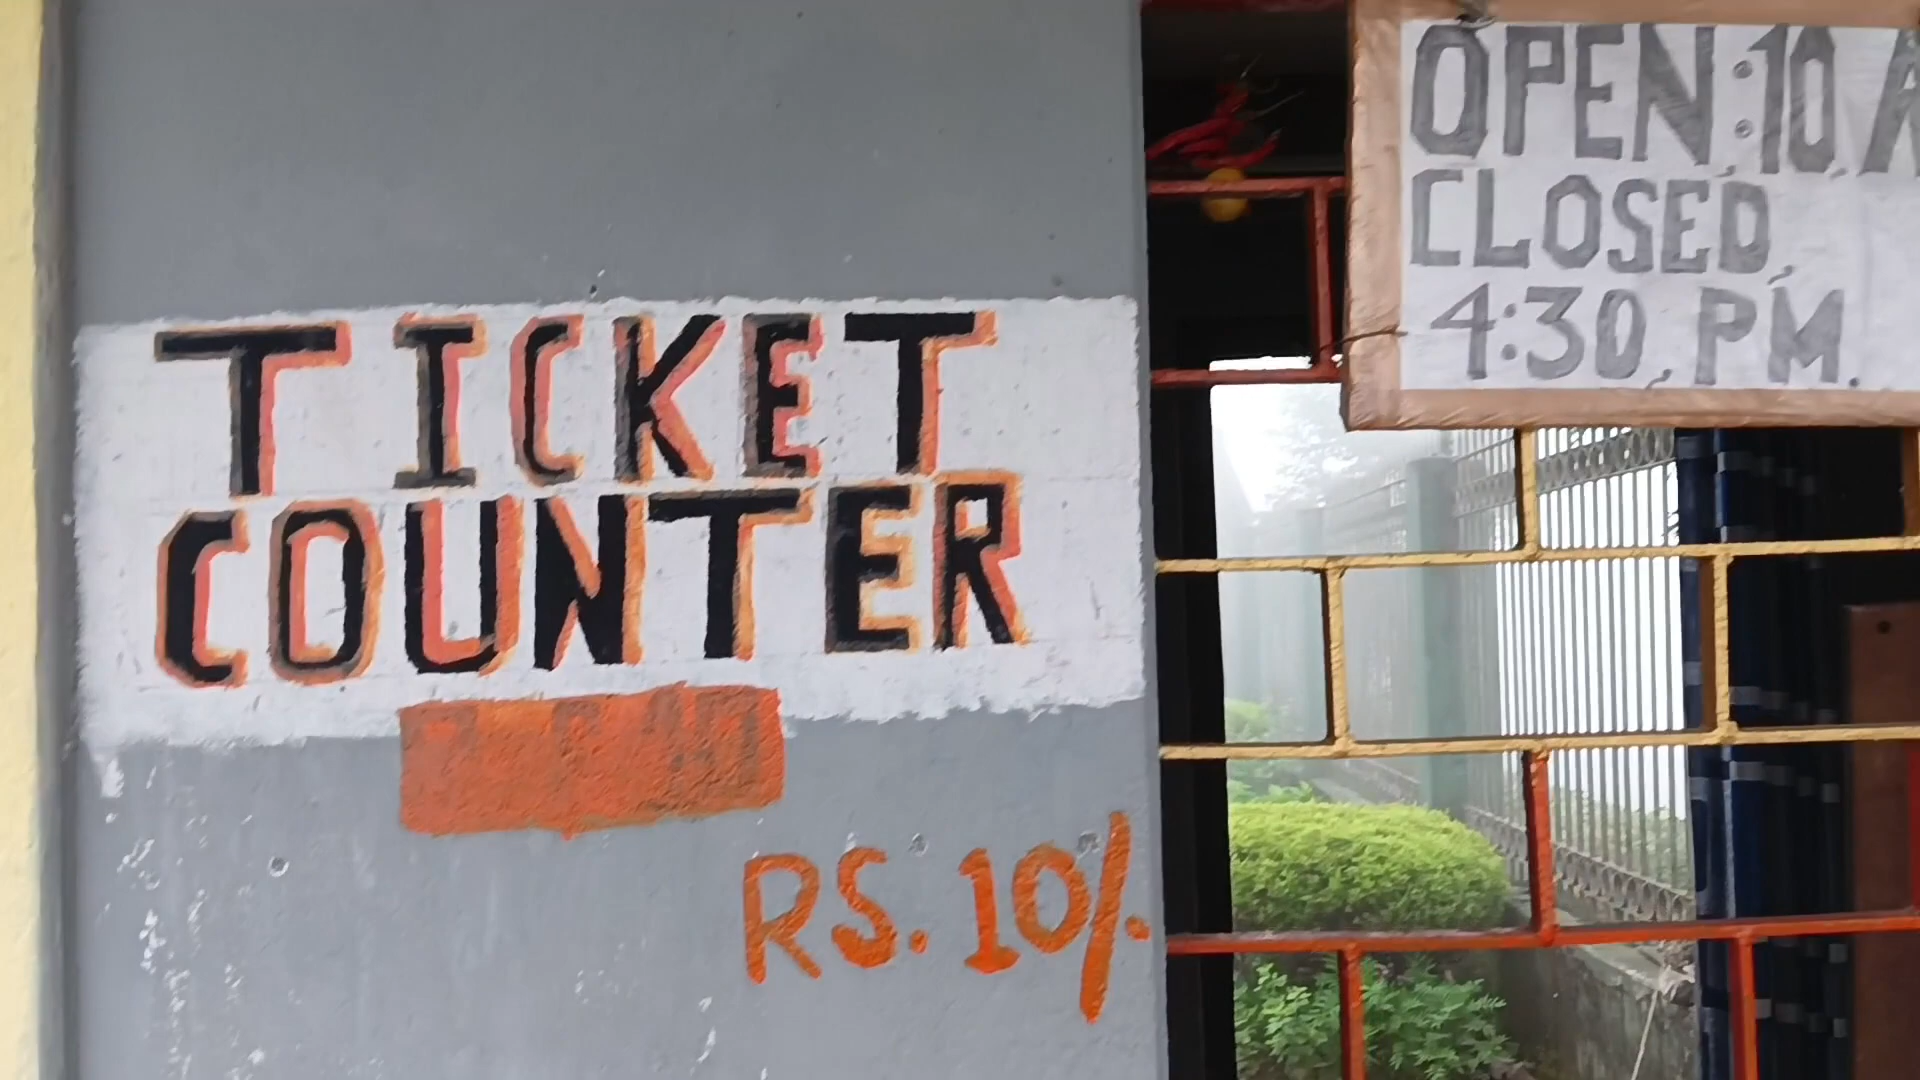 TICKET
COUNTER
RS. 10/.
OPEN:10 A
CLOSED
4:30 PM.